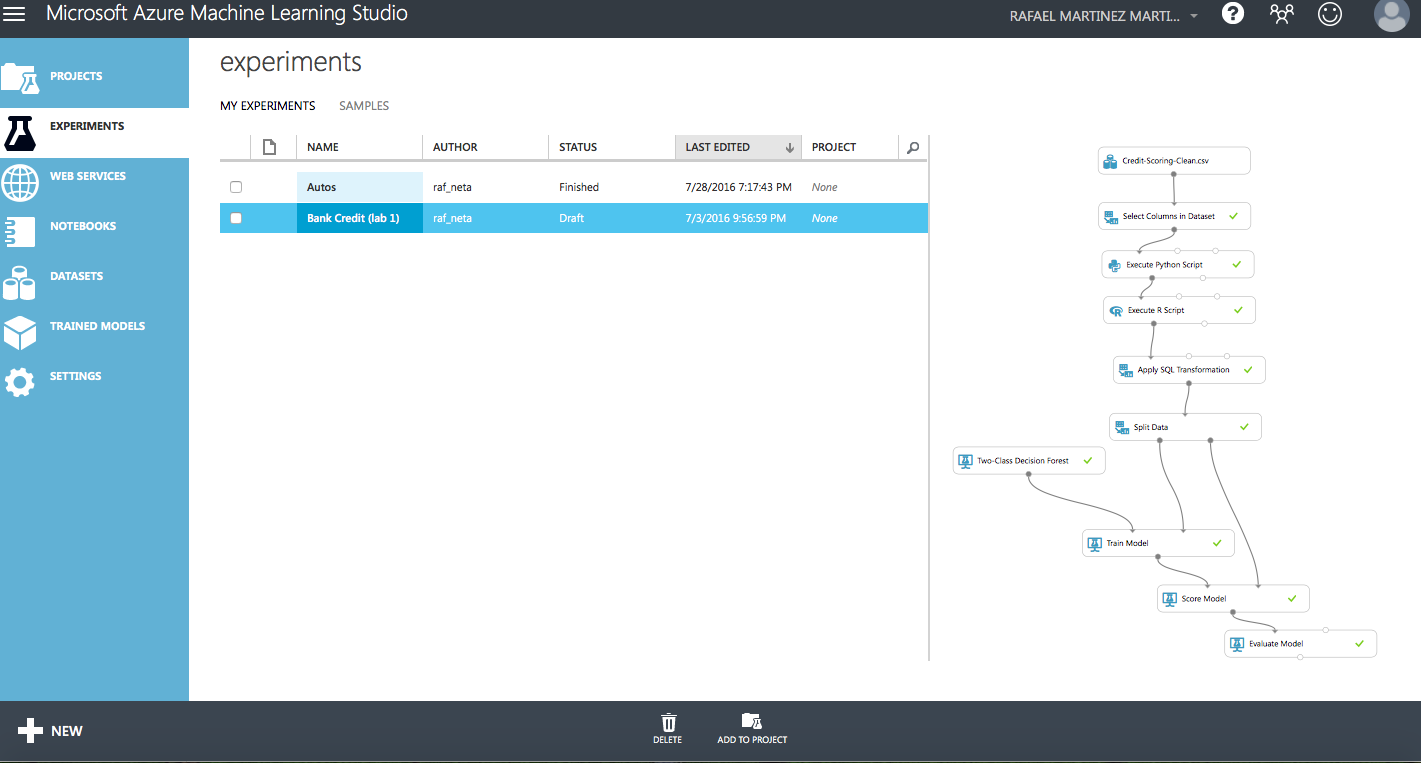 Microsoft Azure Machine Learning Studio
RAFAEL MARTINEZ MARTI...
PROJECTS
EXPERIMENTS
WEB SERVICES
NOTEBOOKS
DATASETS
TRAINED MODELS
SETTINGS
experiments
MY EXPERIMENTS SAMPLES
NAME AUTHOR STATUS LAST EDITED PROJECT
Autos raf_neta Finished 7/28/2016 7:17:43 PM None
Bank Credit (lab 1) raf_neta Draft 7/3/2016 9:56:59 PM None
Credit-Scoring-Clean.csv
Select Columns in Dataset
Execute Python Script
Execute R Script
Apply SQL Transformation
Split Data
Two-Class Decision Forest
Train Model
Score Model
Evaluate Model
NEW
DELETE
ADD TO PROJECT